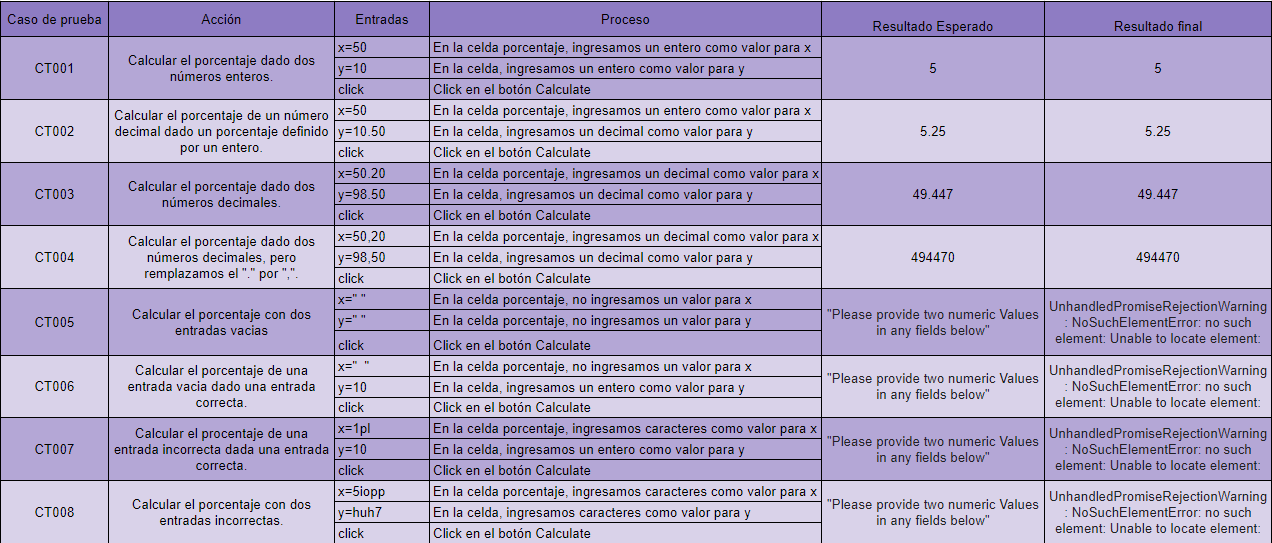 Caso de prueba Acción Entradas Proceso Resultado Esperado Resultado final
CT001
Calcular el porcentaje dado dos
números enteros.
x=50 En la celda porcentaje, ingresamos un entero como valor para x
y=10 En la celda, ingresamos un entero como valor para y
click Click en el botón Calculate
5
5
CT002
Calcular el porcentaje de un número
decimal dado un porcentaje definido
por un entero.
x=50 En la celda porcentaje, ingresamos un entero como valor para x
y=10.50 En la celda, ingresamos un decimal como valor para y
click Click en el botón Calculate
5.25
5.25
CT003
Calcular el porcentaje dado dos
números decimales.
x=50.20 En la celda porcentaje, ingresamos un decimal como valor para x
y=98.50 En la celda, ingresamos un decimal como valor para y
click Click en el botón Calculate
49.447
49.447
CT004
Calcular el porcentaje dado dos
números decimales, pero
remplazamos el "." por ",".
x=50,20 En la celda porcentaje, ingresamos un decimal como valor para x
y=98,50 En la celda, ingresamos un decimal como valor para y
click Click en el botón Calculate
494470
494470
CT005
Calcular el porcentaje con dos
entradas vacias
x=" " En la celda porcentaje, no ingresamos un valor para x
y=" " En la celda porcentaje, no ingresamos un valor para y
click Click en el botón Calculate
"Please provide two numeric Values
in any fields below"
UnhandledPromiseRejectionWarning
: NoSuchElementError: no such
element: Unable to locate element:
CT006
Calcular el porcentaje de una
entrada vacia dado una entrada
correcta.
x=" " En la celda porcentaje, no ingresamos un valor para x
y=10 En la celda, ingresamos un entero como valor para y
click Click en el botón Calculate
"Please provide two numeric Values
in any fields below"
UnhandledPromiseRejectionWarning
: NoSuchElementError: no such
element: Unable to locate element:
CT007
Calcular el procentaje de una
entrada incorrecta dada una entrada
correcta.
x=1pl En la celda porcentaje, ingresamos caracteres como valor para x
y=10 En la celda, ingresamos un entero como valor para y
click Click en el botón Calculate
"Please provide two numeric Values
in any fields below"
UnhandledPromiseRejectionWarning
: NoSuchElementError: no such
element: Unable to locate element:
CT008
Calcular el porcentaje con dos
entradas incorrectas.
x=5iopp En la celda porcentaje, ingresamos caracteres como valor para x
y=huh7 En la celda, ingresamos caracteres como valor para y
click Click en el botón Calculate
"Please provide two numeric Values
in any fields below"
UnhandledPromiseRejectionWarning
: NoSuchElementError: no such
element: Unable to locate element: